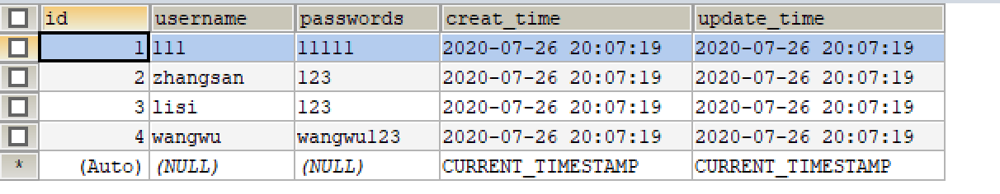 id username passwords creat_time update_time
1 lll 11111 2020-07-26 20:07:19 2020-07-26 20:07:19
2 zhangsan 123 2020-07-26 20:07:19 2020-07-26 20:07:19
3 lisi 123 2020-07-26 20:07:19 2020-07-26 20:07:19
4 wangwu wangwu123 2020-07-26 20:07:19 2020-07-26 20:07:19
* (Auto) (NULL) (NULL) CURRENT_TIMESTAMP CURRENT_TIMESTAMP